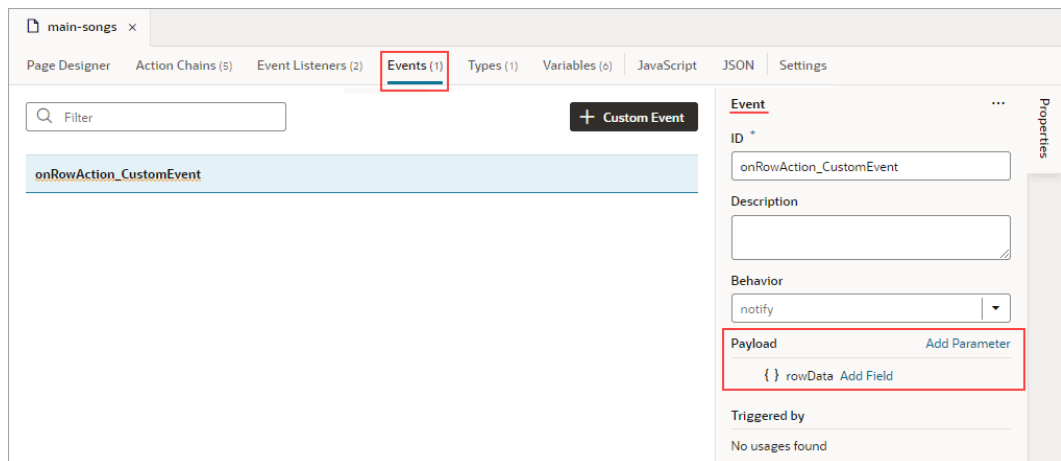 main-songs ×
Page Designer Action Chains (5) Event Listeners (2) Events (1) Types (1) Variables (6) JavaScript JSON Settings
Filter
+ Custom Event
onRowAction_CustomEvent
Event ...
ID *
onRowAction_CustomEvent
Description
Behavior
notify
Payload Add Parameter
{ } rowData Add Field
Triggered by
No usages found
Properties